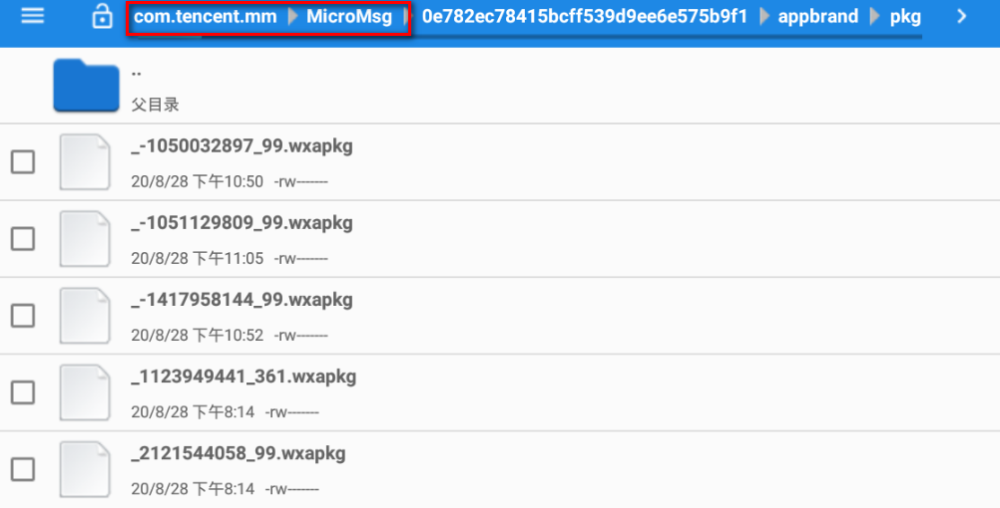 com.tencent.mm MicroMsg 0e782ec78415bcff539d9ee6e575b9f1 appbrand pkg
..
父目录
_-1050032897_99.wxapkg
20/8/28 下午10:50 -rw-------
_-1051129809_99.wxapkg
20/8/28 下午11:05 -rw-------
_-1417958144_99.wxapkg
20/8/28 下午10:52 -rw-------
_1123949441_361.wxapkg
20/8/28 下午8:14 -rw-------
_2121544058_99.wxapkg
20/8/28 下午8:14 -rw-------